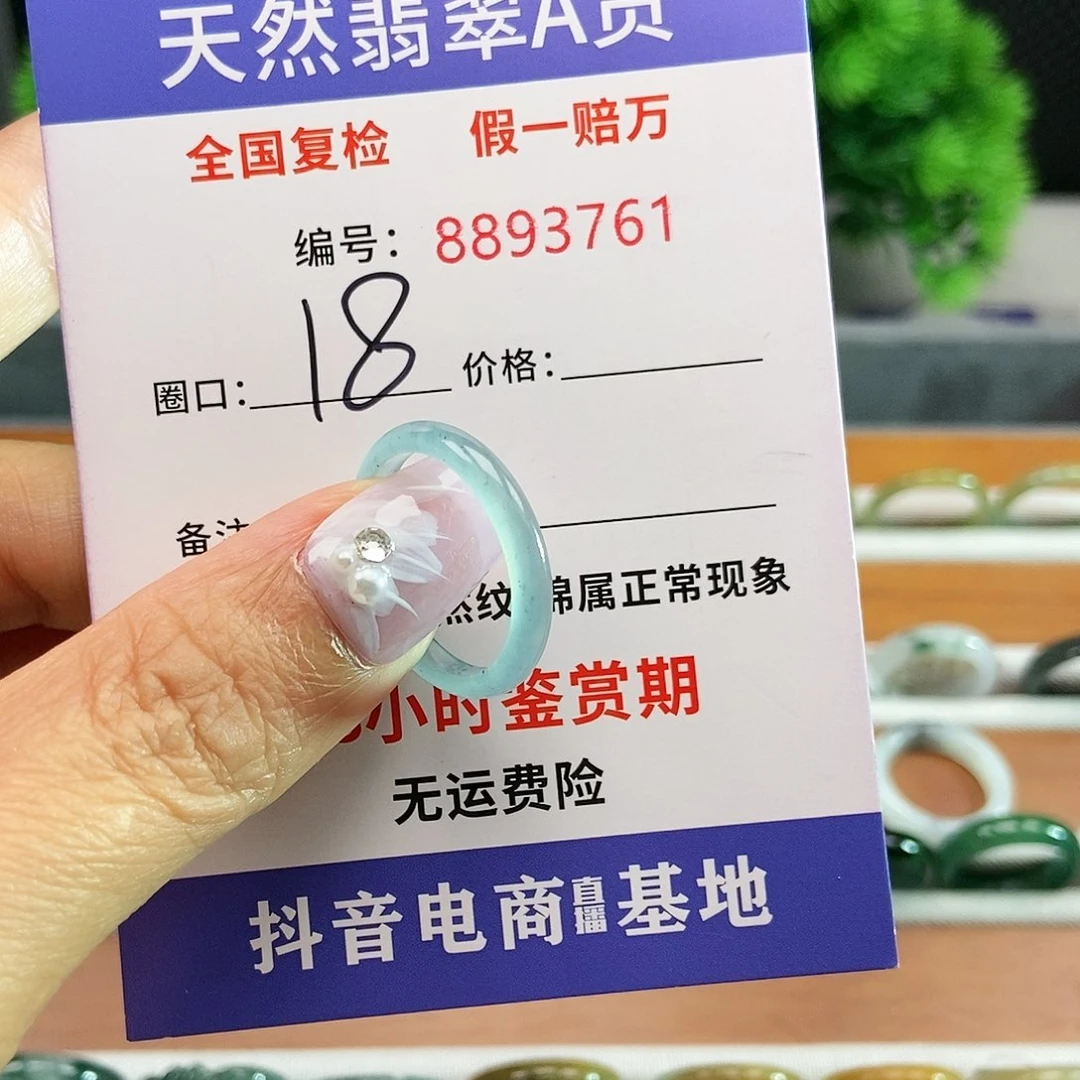 天然翡翠A货
全国复检 假一赔万
编号：8893761
圈口：18 价格：
备注
然纹 棉属正常现象
小时鉴赏期
无运费险
抖音电商直播基地